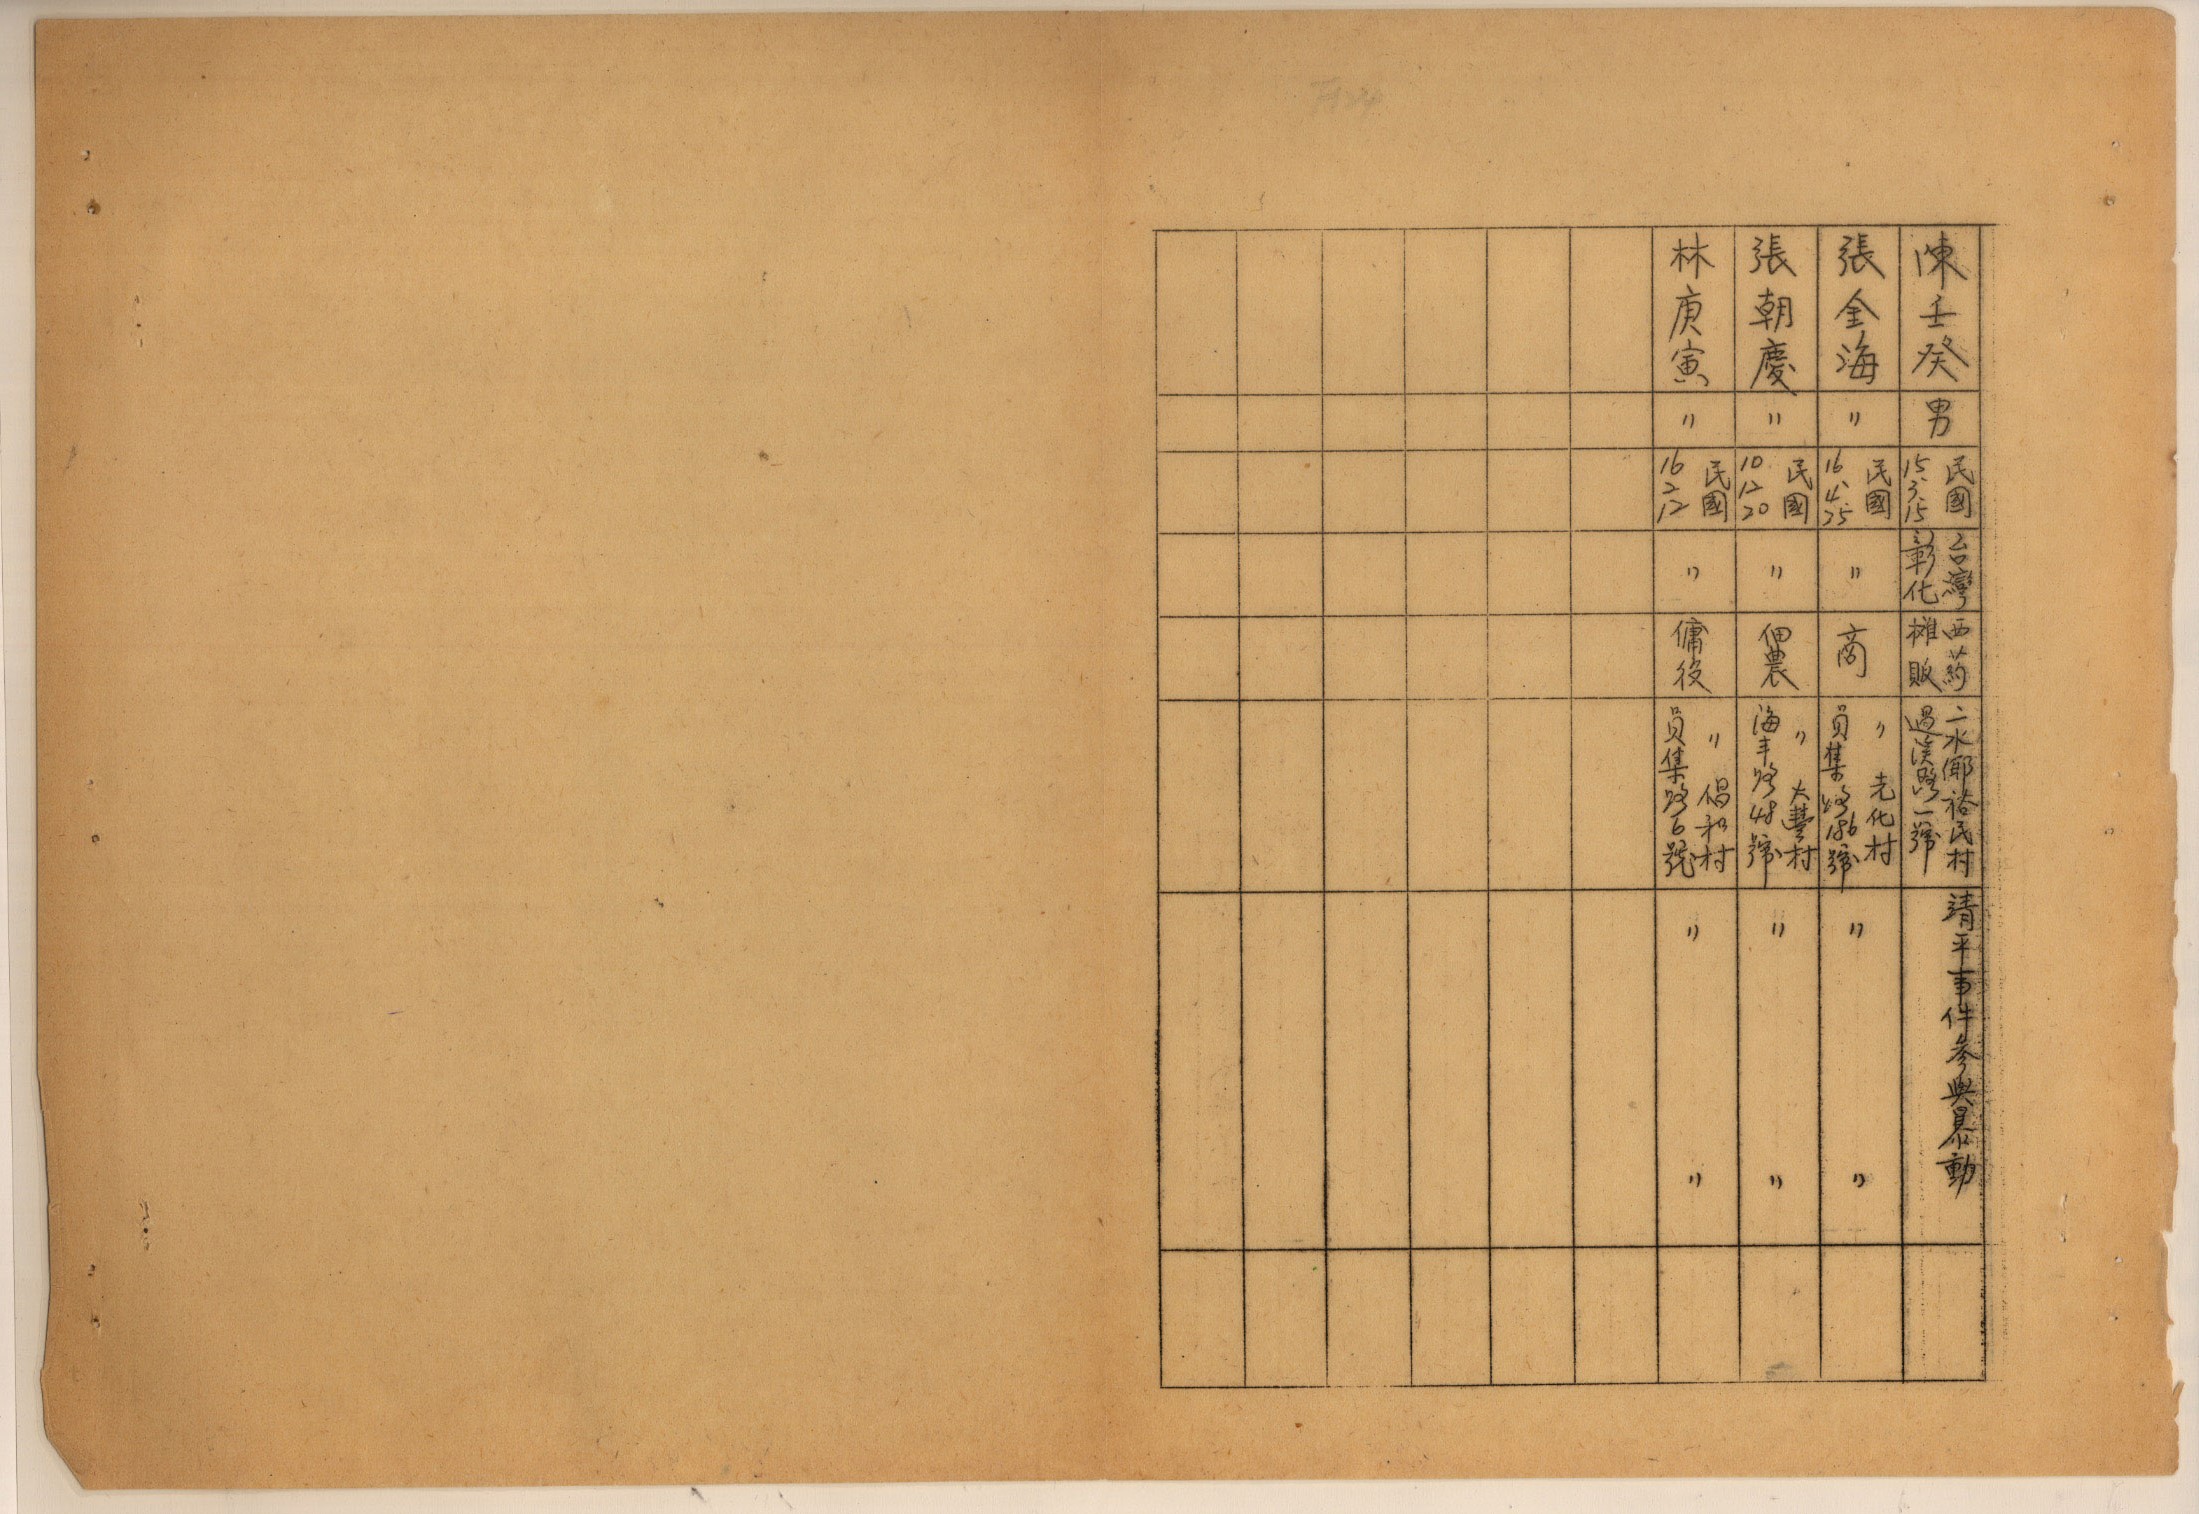 陳壬癸
男
民國
15.3.15
台灣
彰化
西葯
攤販
二水鄉裕民村
過溪路一號
靖平事件參與暴動
張金海
〃
民國
16.4.25
〃
商
〃 光化村
員集路186號
〃 〃
張朝慶
〃
民國
10.12.20
〃
佃農
〃 大豐村
海丰路48號
〃 〃
林庚寅
〃
民國
16.2.12
〃
傭役
〃 倡和村
員集路6號
〃 〃